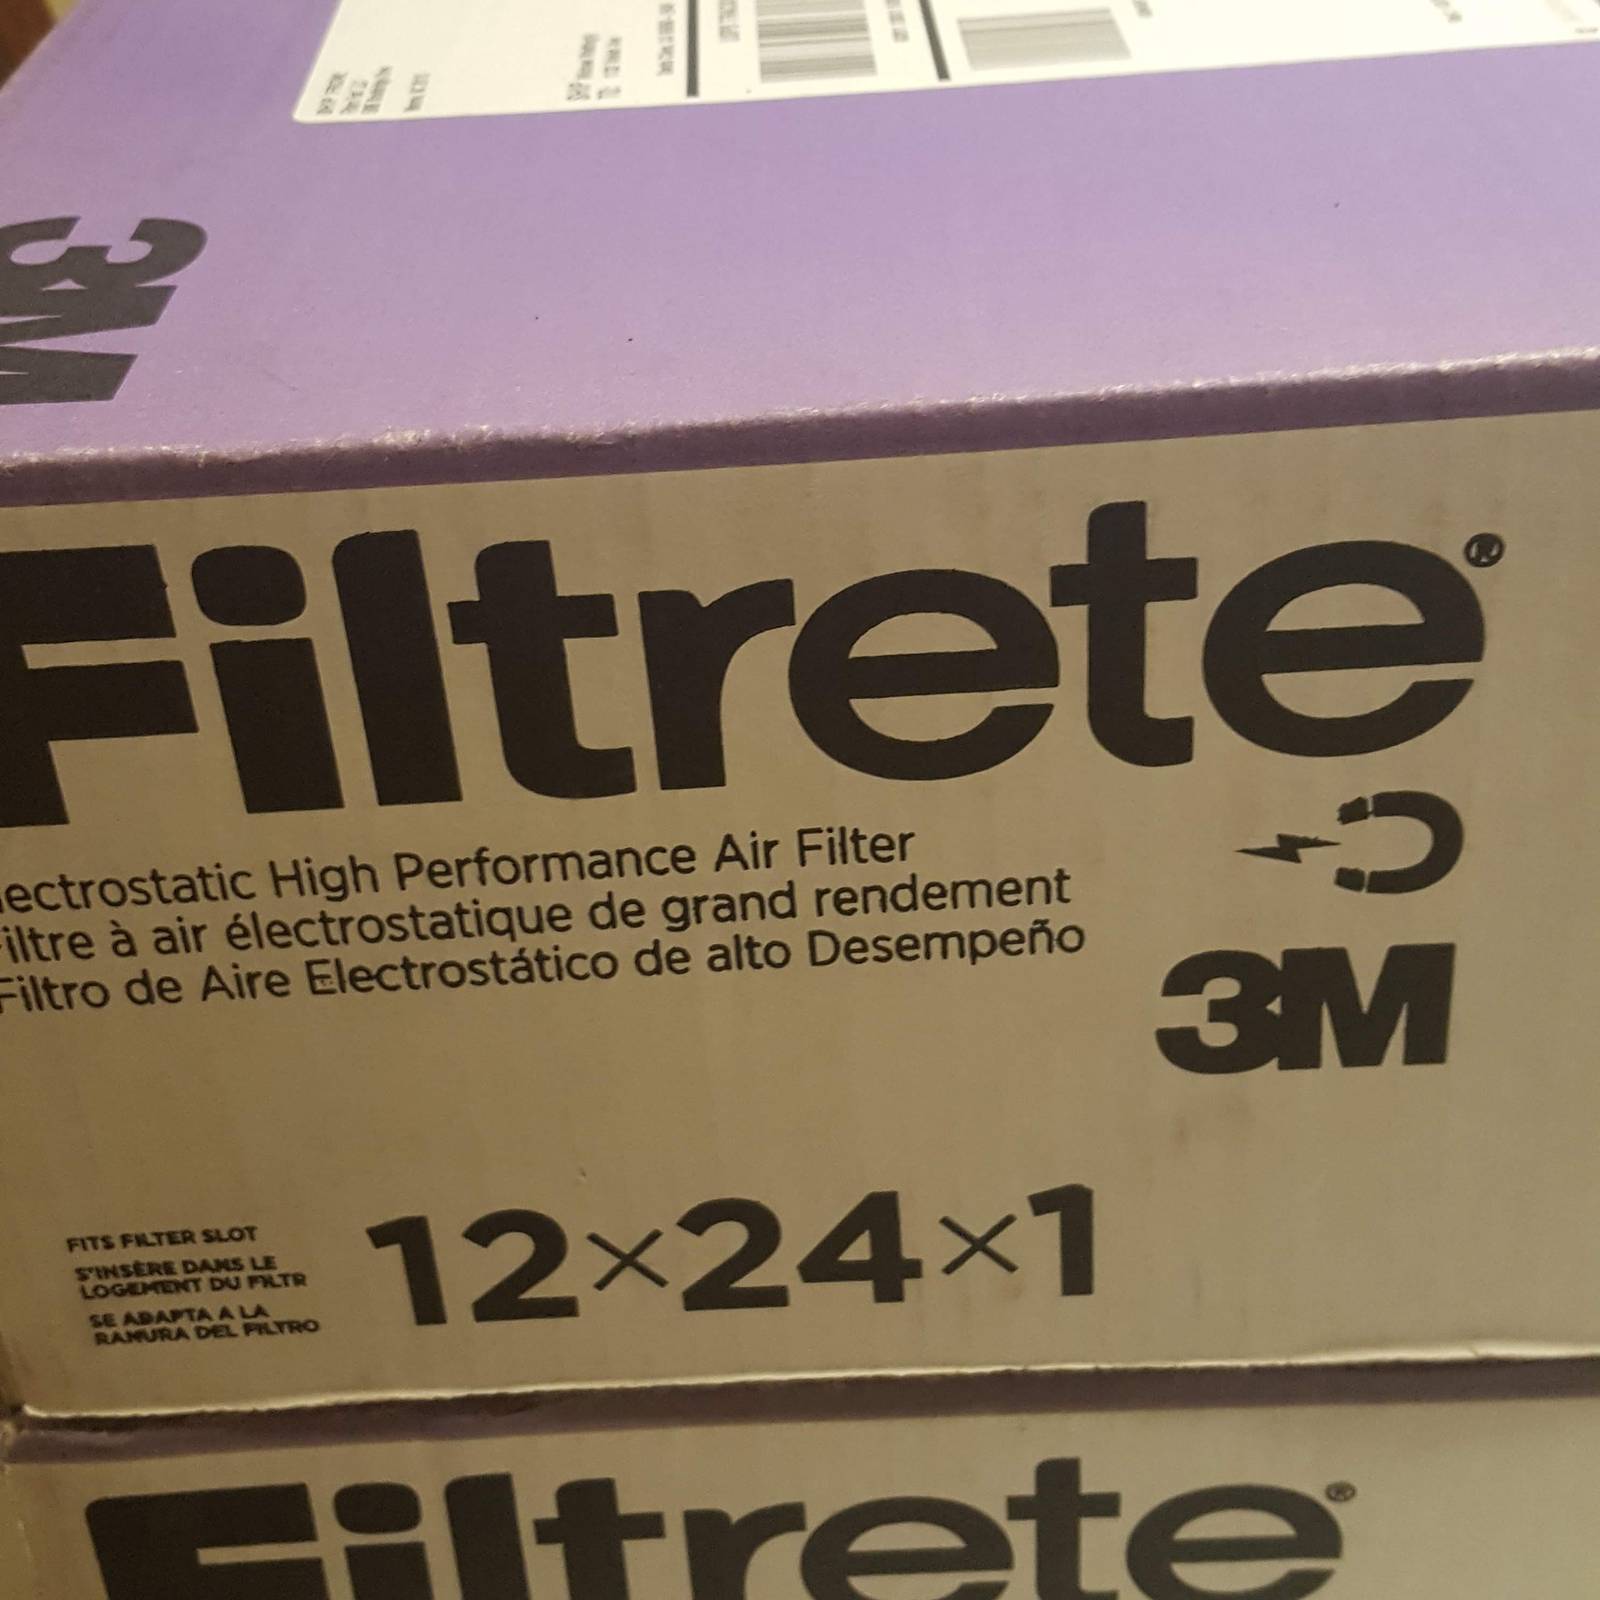 3M
Filtrete®
lectrostatic High Performance Air Filter
iltre à air électrostatique de grand rendement
Filtro de Aire Electrostático de alto Desempeño
3M
FITS FILTER SLOT
S'INSÈRE DANS LE
LOGEMENT DU FILTR
SE ADAPTA A LA
RANURA DEL FILTRO
12×24×1
Filtrete®